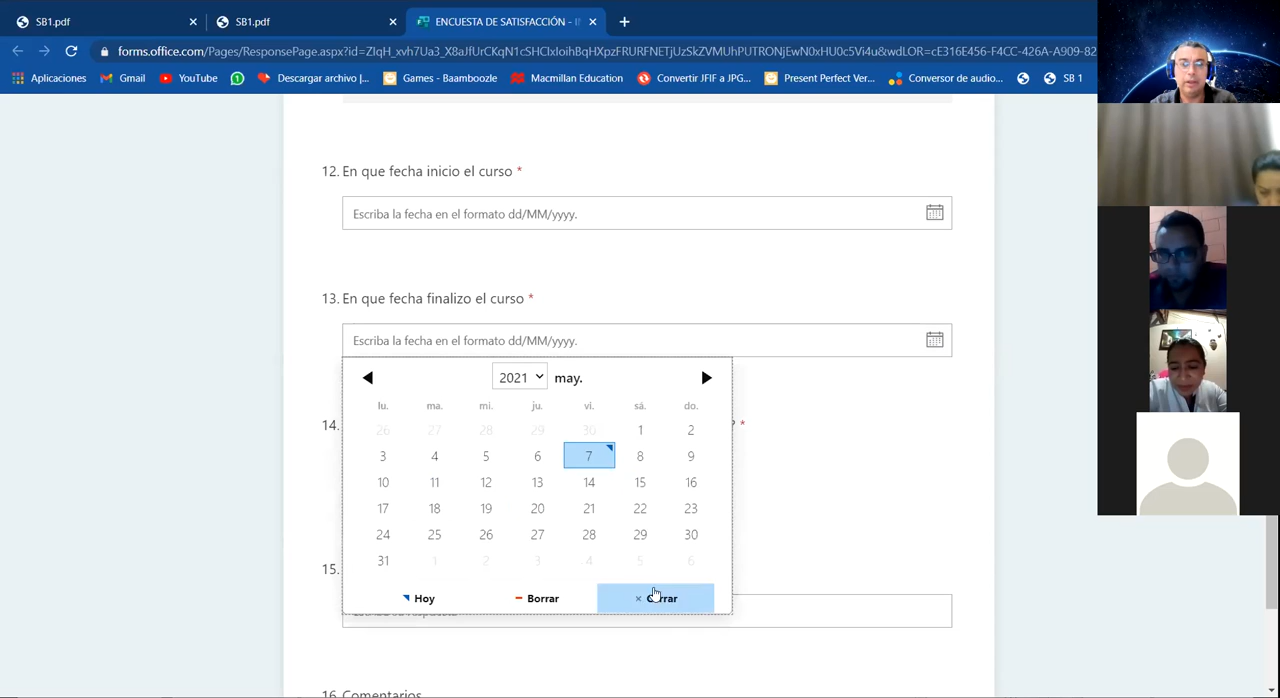 SB1.pdf
SB1.pdf
ENCUESTA DE SATISFACCIÓN - II
forms.office.com/Pages/ResponsePage.aspx?id=ZIqH_xvh7Ua3_X8aJfUrCKqN1cSHCIxIoihBqHXpzFRURFNETjUzSkZVMUhPUTRONjEwN0xHU0c5Vi4u&wdLOR=cE316E456-F4CC-426A-A909-82
Aplicaciones
Gmail
YouTube
Descargar archivo |...
Games - Baamboozle
Macmillan Education
Convertir JFIF a JPG...
Present Perfect Ver...
Conversor de audio...
SB 1
12. En que fecha inicio el curso *
Escriba la fecha en el formato dd/MM/yyyy.
13. En que fecha finalizo el curso *
Escriba la fecha en el formato dd/MM/yyyy.
2021 may.
lu. ma. mi. ju. vi. sá. do.
26 27 28 29 30 1 2
3 4 5 6 7 8 9
10 11 12 13 14 15 16
17 18 19 20 21 22 23
24 25 26 27 28 29 30
31 1 2 3 4 5 6
Hoy Borrar Cerrar
14. ? *
15.
16. Comentarios